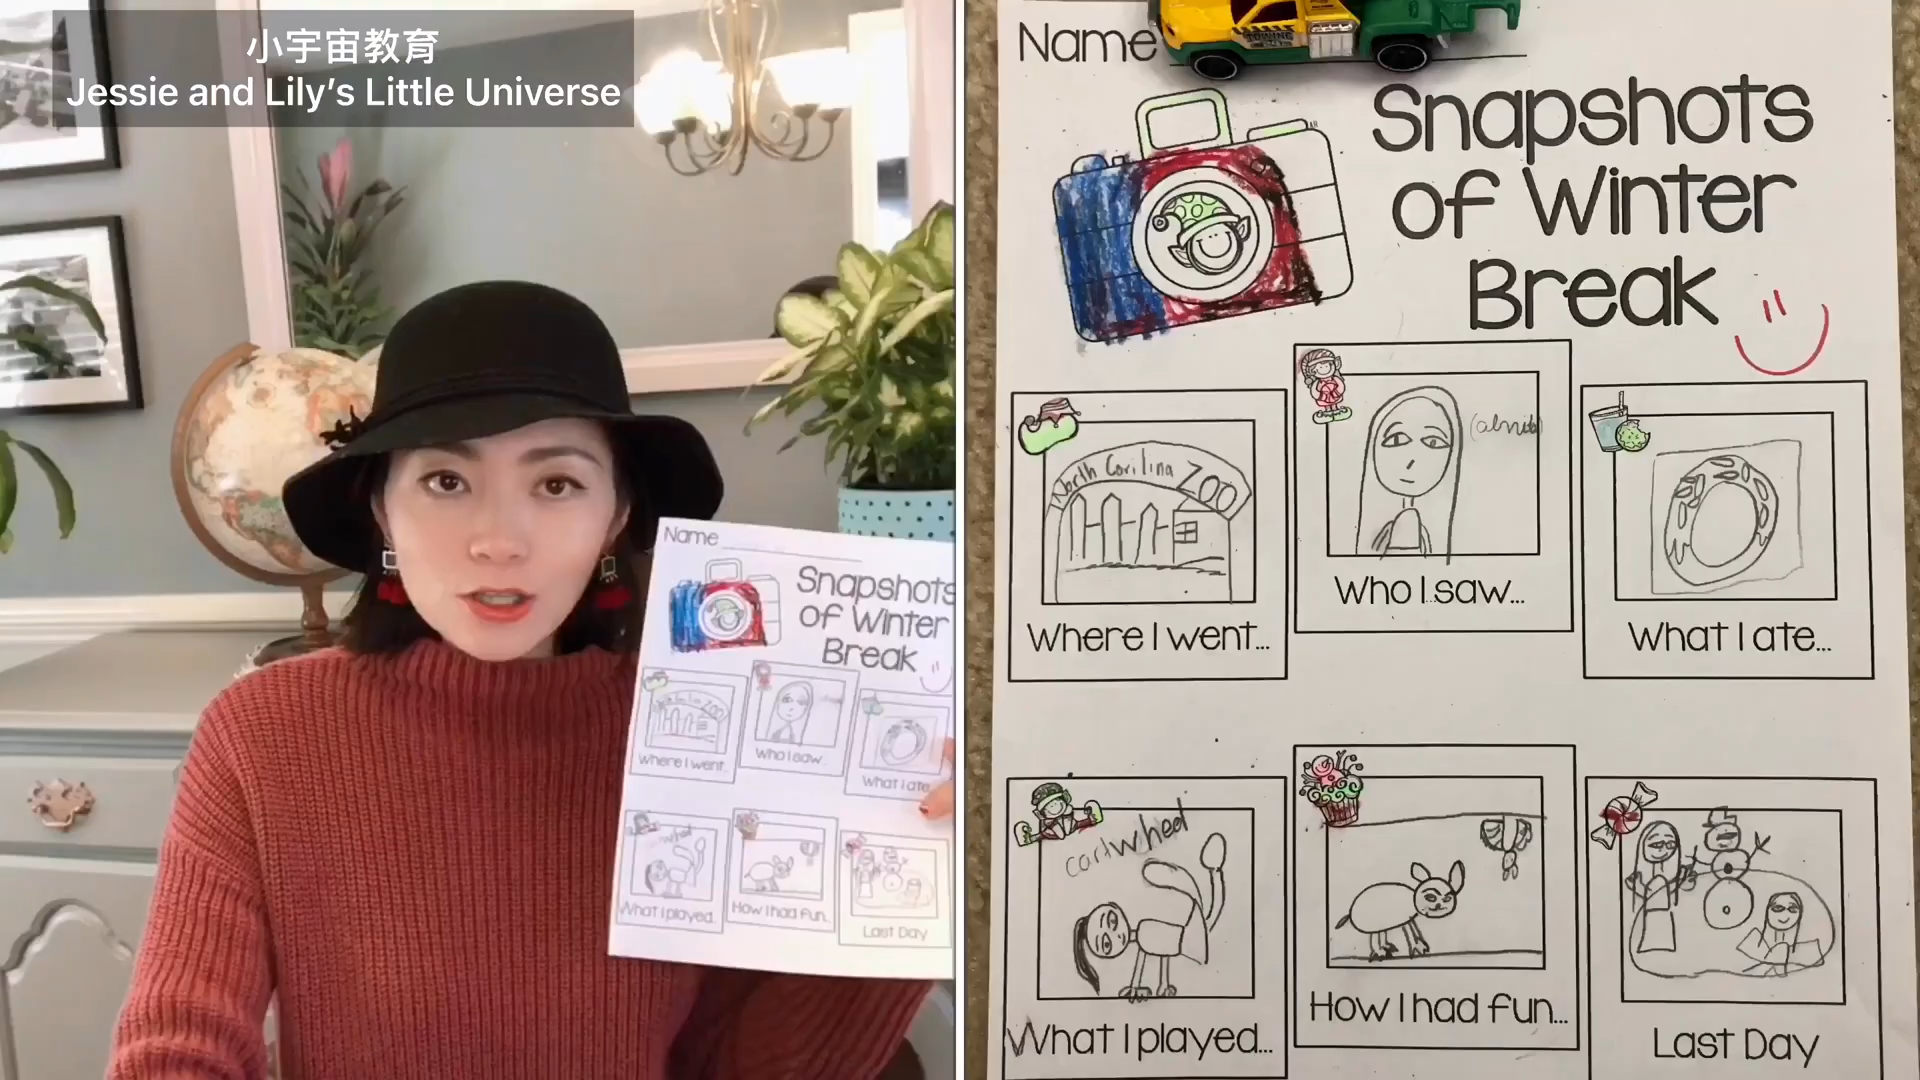 小宇宙教育
Jessie and Lily's Little Universe
Name
Snapshots
of Winter
Break
Where I went...
Who I saw...
What I ate...
What I played...
How I had fun...
Last Day
Name
TOWING
Snapshots
of Winter
Break
North Corilina ZOO
Where I went...
Who I saw...
What I ate...
cartwhed
What I played...
How I had fun...
Last Day